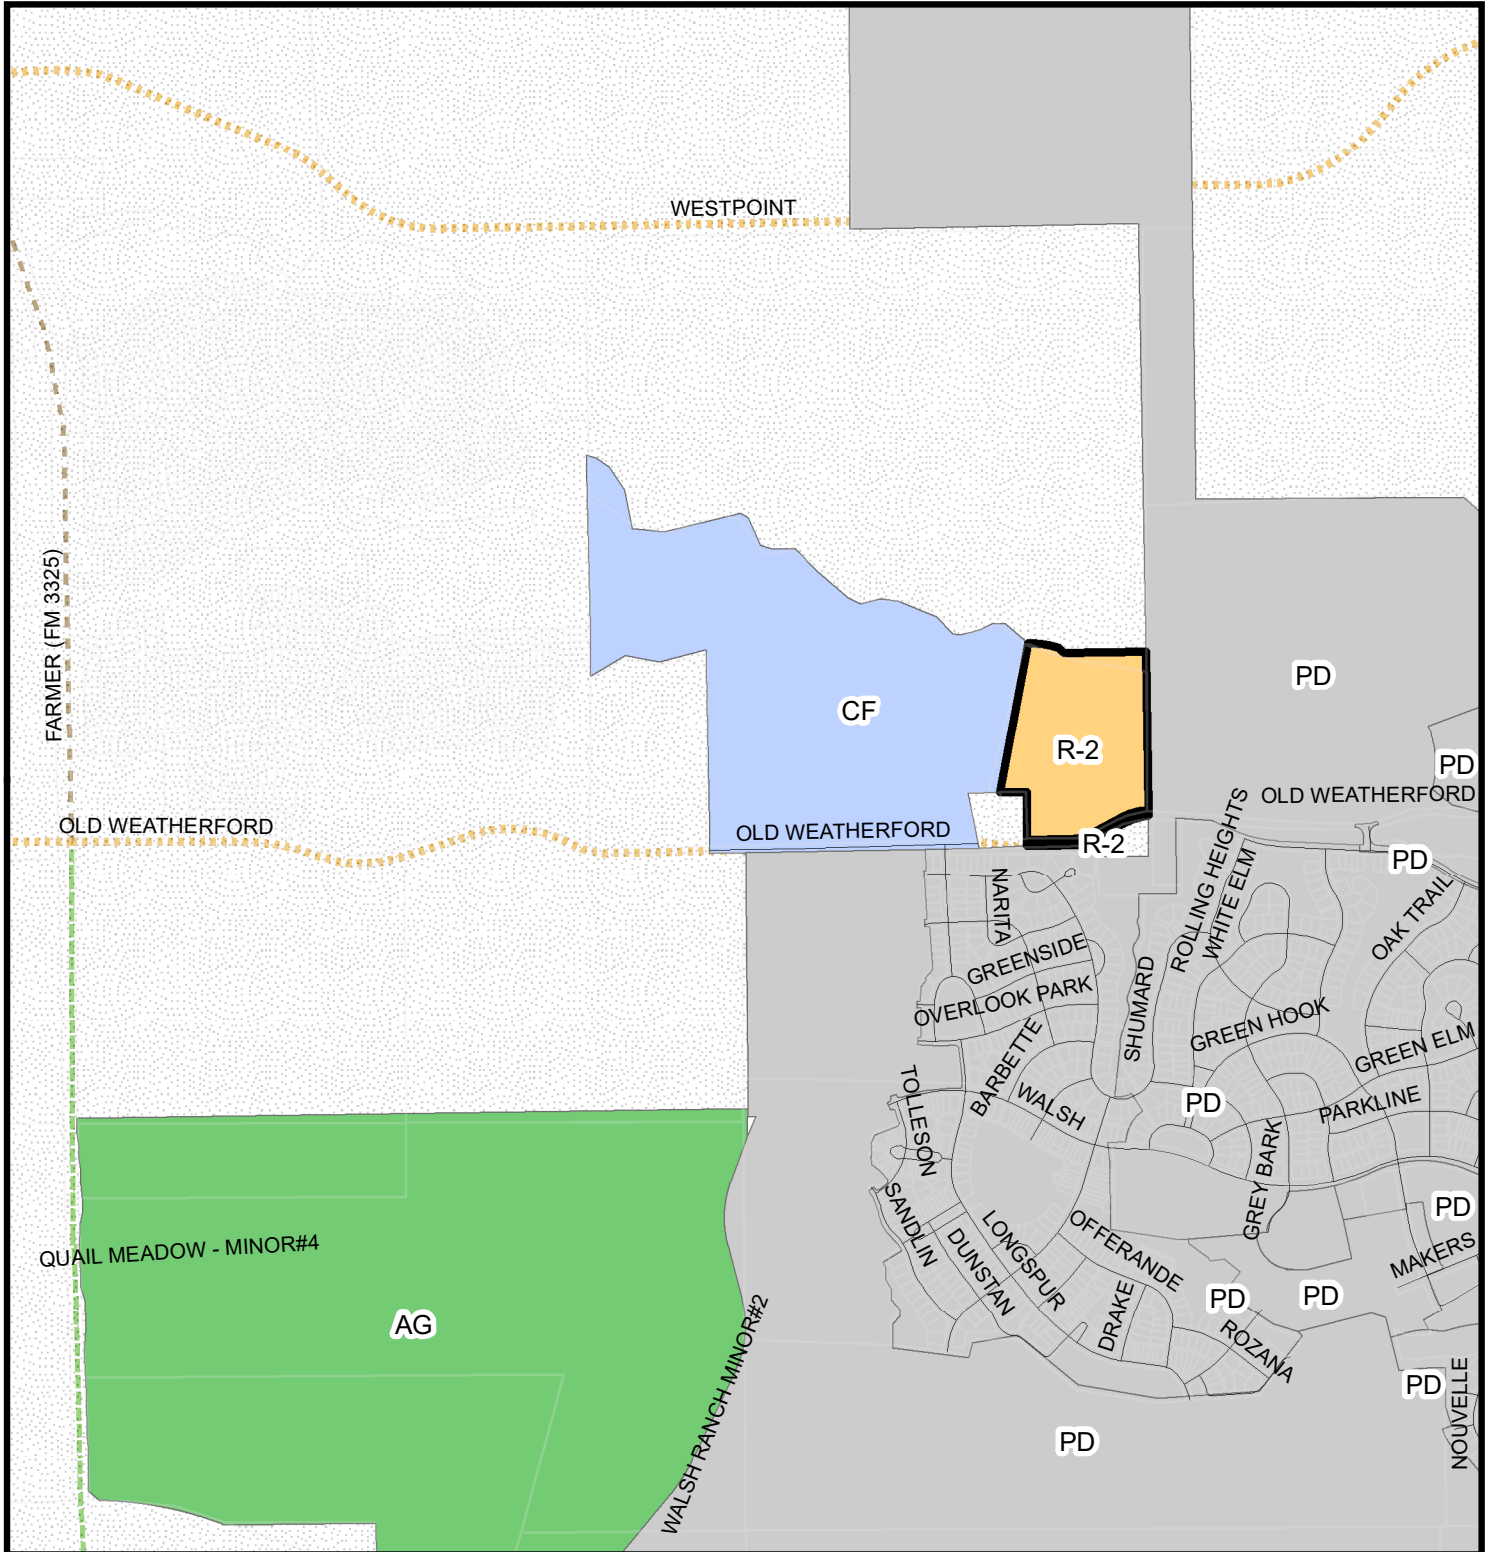 WESTPOINT
FARMER (FM 3325)
PD
CF
R-2
PD
OLD WEATHERFORD
OLD WEATHERFORD
OLD WEATHERFORD
R-2
PD
NARITA
ROLLING HEIGHTS
WHITE ELM
OAK TRAIL
GREENSIDE
OVERLOOK PARK
SHUMARD
GREEN HOOK
GREEN ELM
BARBETTE
TOLLESON
WALSH
PD
PARKLINE
GREY BARK
SANDLIN
LONGSPUR
DUNSTAN
OFFERANDE
PD
MAKERS
QUAIL MEADOW - MINOR#4
AG
WALSH RANCH MINOR#2
DRAKE
PD
PD
ROZANA
PD
NOUVELLE
PD